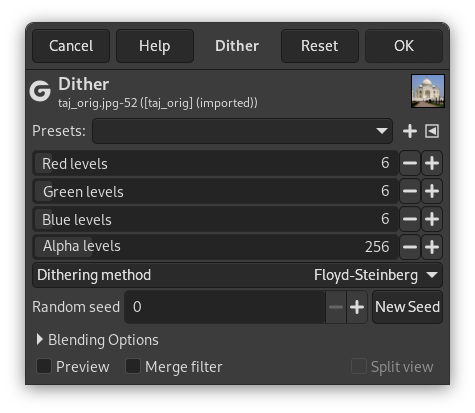 Cancel Help Dither Reset OK
Dither
taj_orig.jpg-52 ([taj_orig] (imported))
Presets:
Red levels 6
Green levels 6
Blue levels 6
Alpha levels 256
Dithering method Floyd-Steinberg
Random seed 0 New Seed
Blending Options
Preview Merge filter Split view